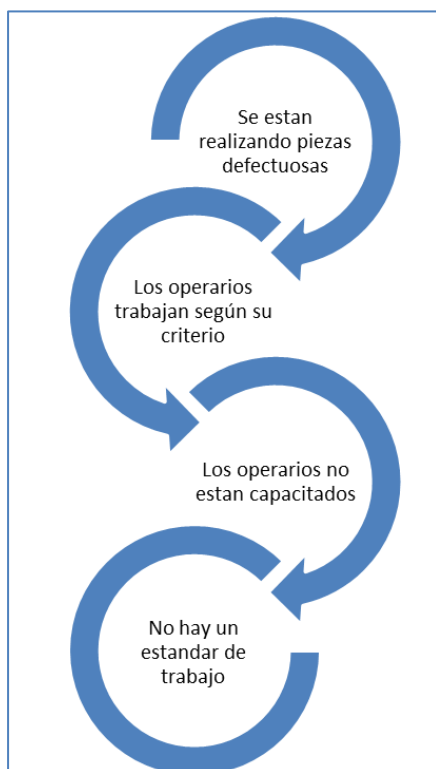 Se estan
realizando piezas
defectuosas
Los operarios
trabajan según su
criterio
Los operarios no
estan capacitados
No hay un
estandar de
trabajo